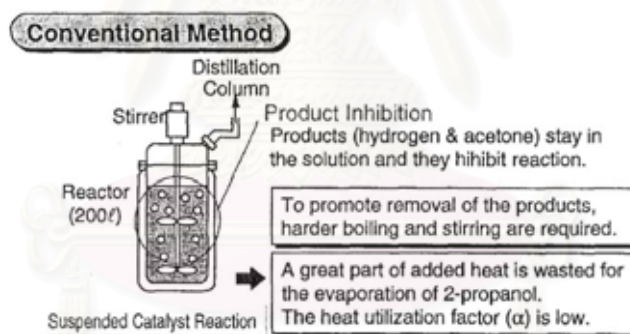 Conventional Method
Distillation
Column
Stirrer
Product Inhibition
Products (hydrogen & acetone) stay in
the solution and they hihibit reaction.
Reactor
(200ℓ)
To promote removal of the products,
harder boiling and stirring are required.
A great part of added heat is wasted for
the evaporation of 2-propanol.
The heat utilization factor (α) is low.
Suspended Catalyst Reaction